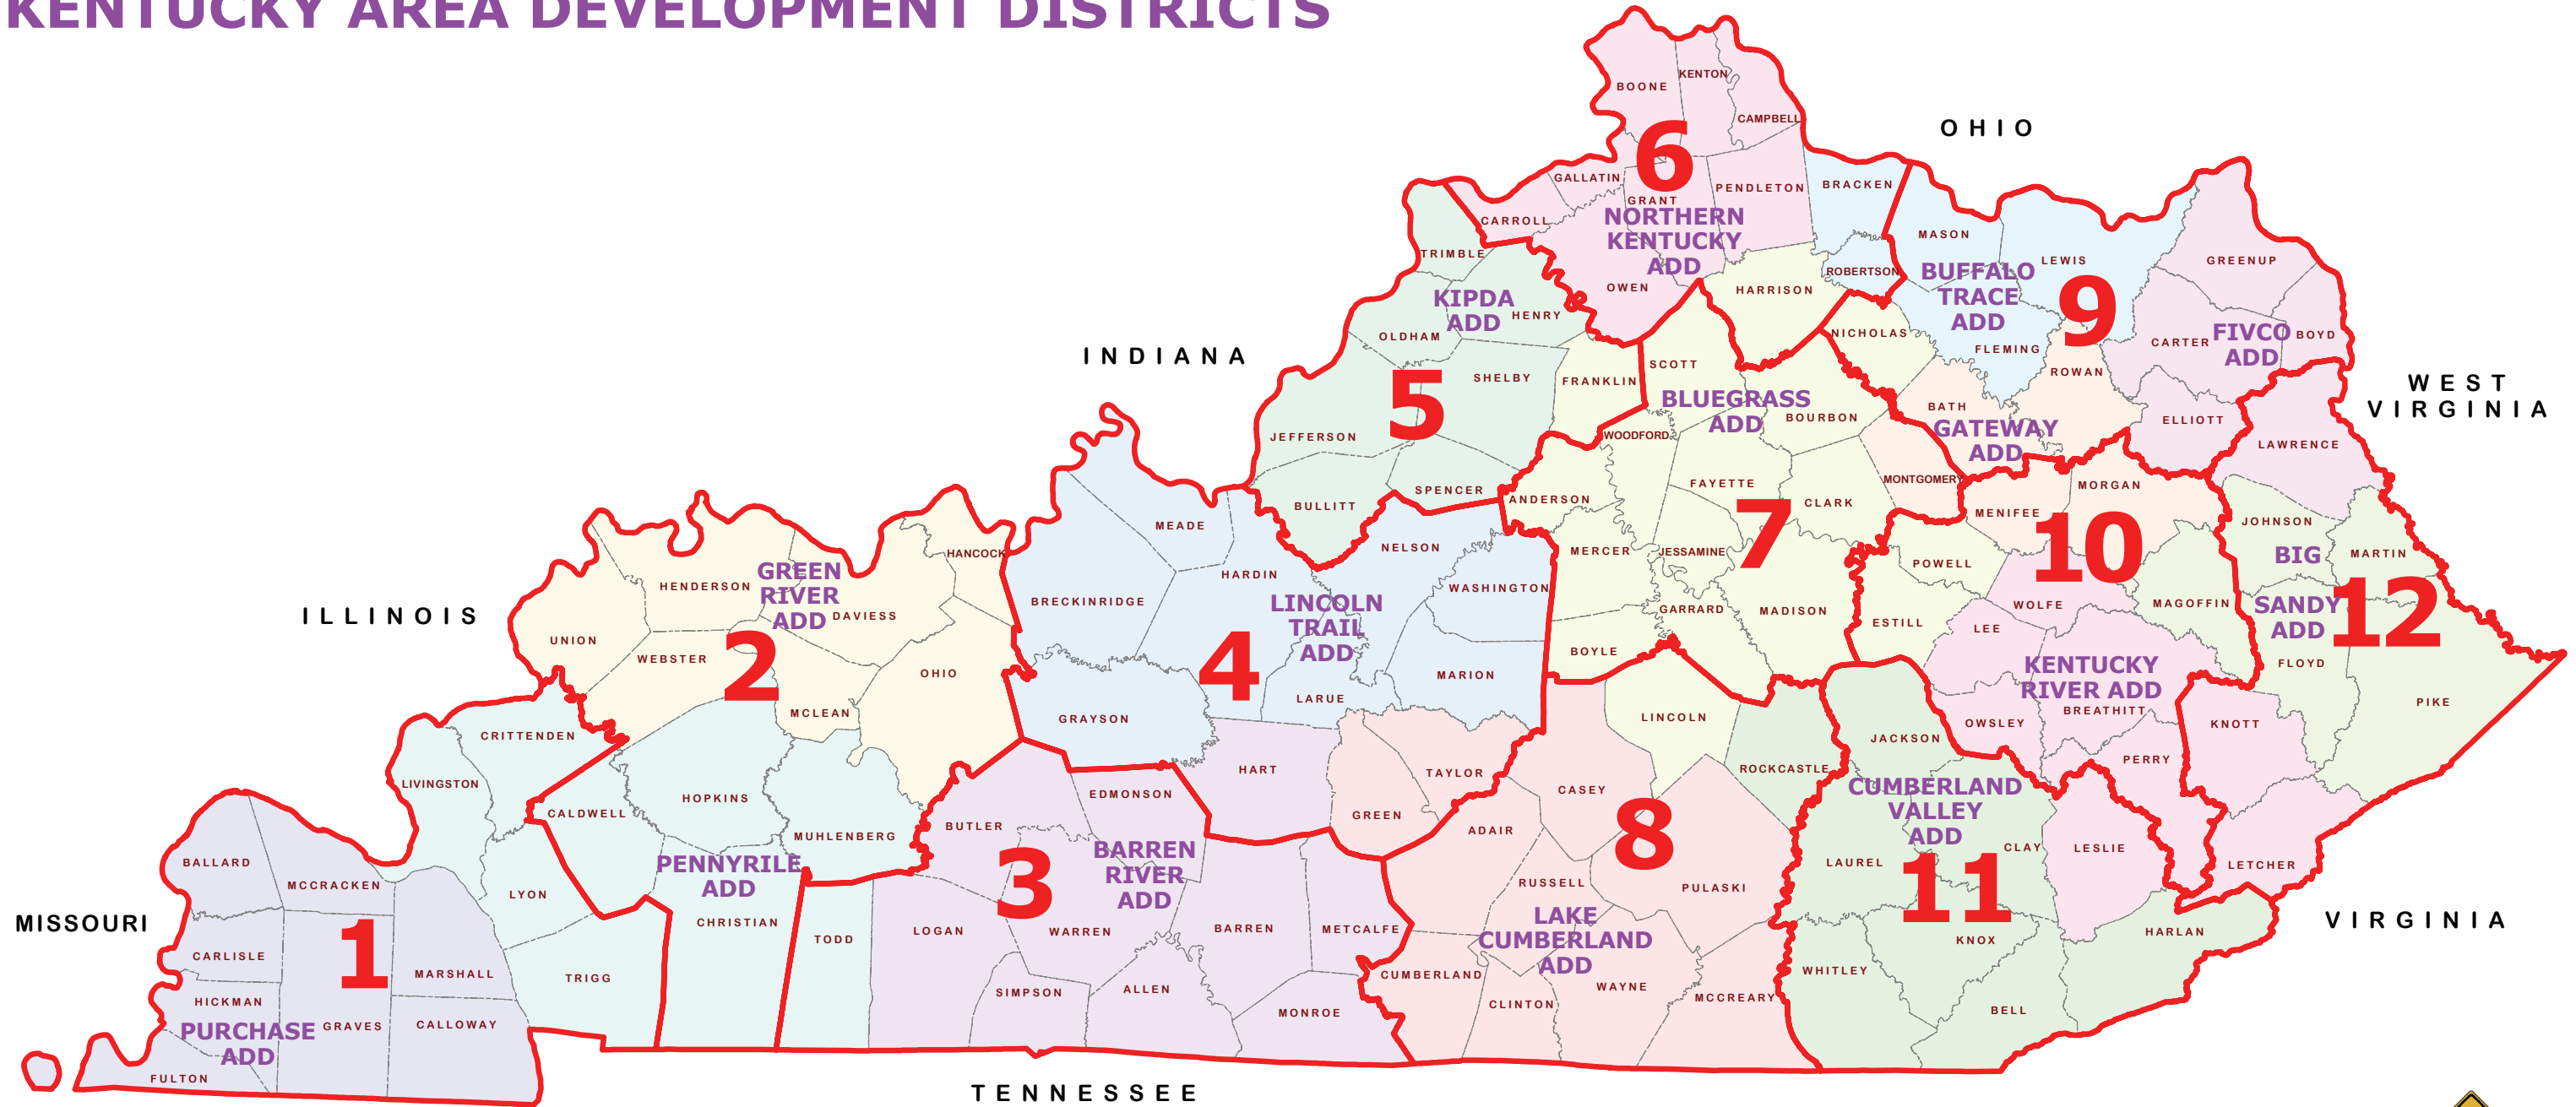 KENTUCKY AREA DEVELOPMENT DISTRICTS
BOONE
KENTON
CAMPBELL
OHIO
6
GALLATIN
GRANT
PENDLETON
BRACKEN
CARROLL
NORTHERN
KENTUCKY
ADD
OWEN
TRIMBLE
KIPDA
ADD
HENRY
OLDHAM
HARRISON
ROBERTSON
MASON
LEWIS
BUFFALO
TRACE
ADD
9
FLEMING
GREENUP
CARTER
FIVCO
ADD
BOYD
NICHOLAS
ROWAN
INDIANA
5
SHELBY
FRANKLIN
SCOTT
BLUEGRASS
ADD
BOURBON
BATH
GATEWAY
ADD
ELLIOTT
LAWRENCE
WEST
VIRGINIA
JEFFERSON
WOODFORD
BULLITT
SPENCER
ANDERSON
FAYETTE
CLARK
MONTGOMERY
7
MORGAN
MENIFEE
10
JOHNSON
MARTIN
BIG
SANDY
ADD
12
FLOYD
PIKE
MEADE
NELSON
MERCER
JESSAMINE
POWELL
WOLFE
MAGOFFIN
HANCOCK
HENDERSON
GREEN
RIVER
ADD
DAVIESS
BRECKINRIDGE
HARDIN
WASHINGTON
LINCOLN
TRAIL
ADD
GARRARD
MADISON
ESTILL
LEE
ILLINOIS
UNION
WEBSTER
2
OHIO
MCLEAN
4
LARUE
MARION
BOYLE
KENTUCKY
RIVER ADD
BREATHITT
OWSLEY
KNOTT
GRAYSON
LINCOLN
CRITTENDEN
LIVINGSTON
JACKSON
PERRY
HART
TAYLOR
ROCKCASTLE
CALDWELL
HOPKINS
EDMONSON
CASEY
CUMBERLAND
VALLEY
ADD
MUHLENBERG
BUTLER
GREEN
ADAIR
8
BALLARD
MCCRACKEN
PENNYRILE
ADD
3
BARREN
RIVER
ADD
LAUREL
CLAY
LESLIE
LETCHER
LYON
RUSSELL
PULASKI
11
MISSOURI
CHRISTIAN
TODD
LOGAN
WARREN
BARREN
METCALFE
LAKE
CUMBERLAND
ADD
KNOX
HARLAN
VIRGINIA
CARLISLE
1
MARSHALL
TRIGG
CUMBERLAND
WHITLEY
HICKMAN
SIMPSON
ALLEN
CLINTON
WAYNE
MCCREARY
BELL
PURCHASE
ADD
GRAVES
CALLOWAY
MONROE
FULTON
TENNESSEE